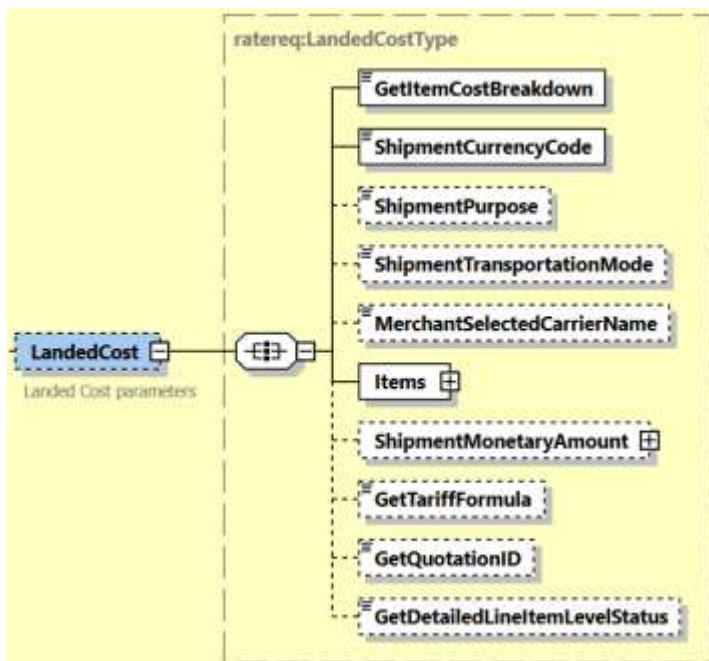 ratereq:LandedCostType
GetItemCostBreakdown
ShipmentCurrencyCode
ShipmentPurpose
ShipmentTransportationMode
MerchantSelectedCarrierName
LandedCost
Landed Cost parameters
Items
ShipmentMonetaryAmount
GetTariffFormula
GetQuotationID
GetDetailedLineItemLevelStatus